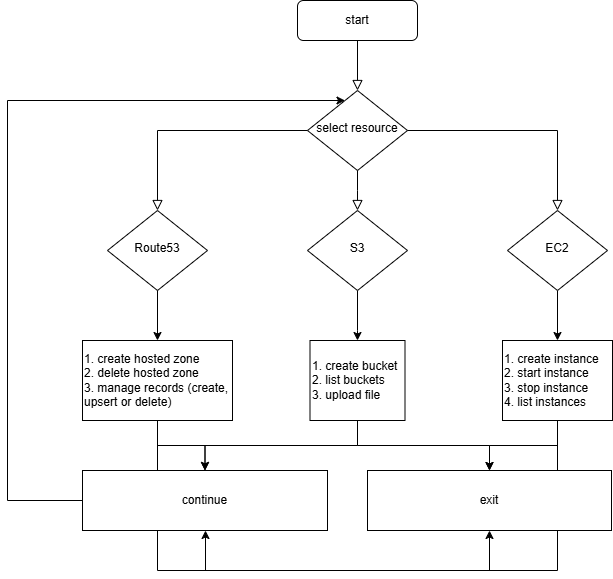 start
select resource
Route53
S3
EC2
1. create hosted zone
2. delete hosted zone
3. manage records (create,
upsert or delete)
1. create bucket
2. list buckets
3. upload file
1. create instance
2. start instance
3. stop instance
4. list instances
continue
exit